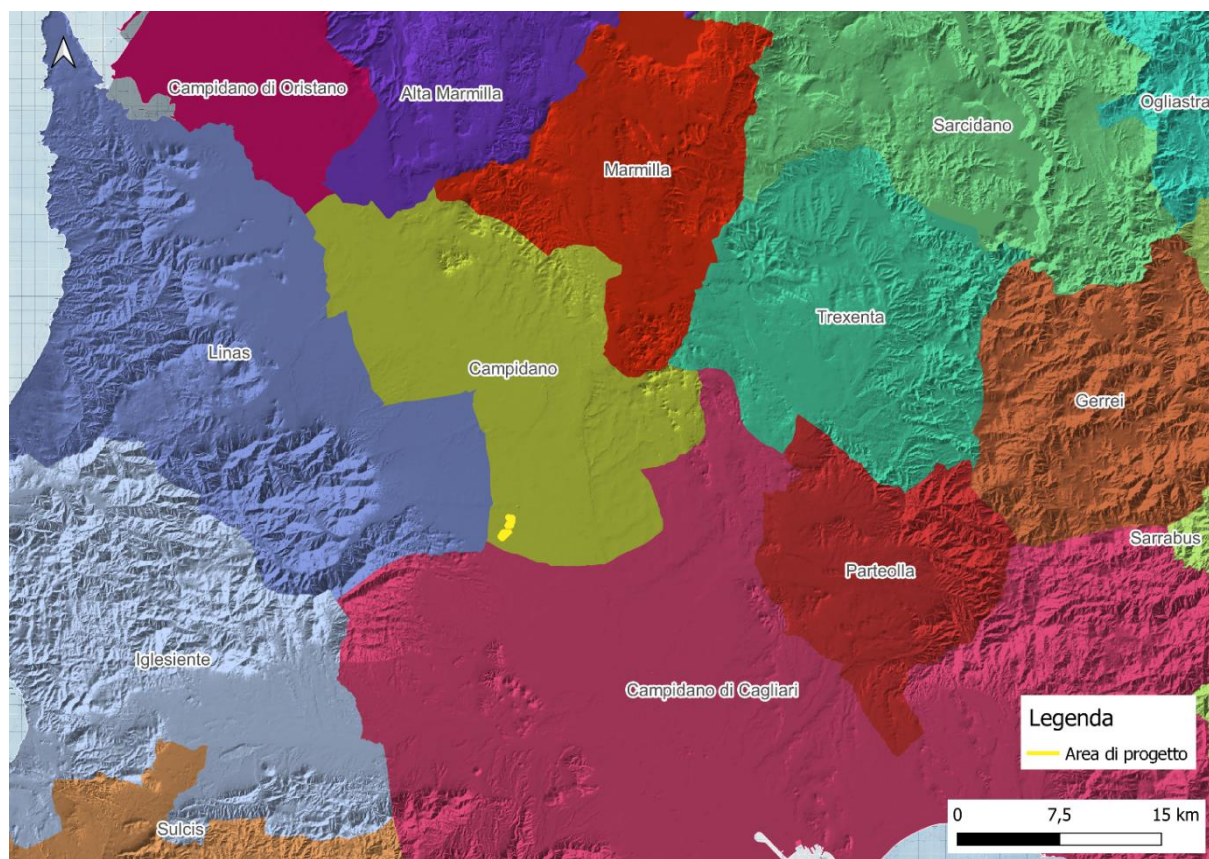 Campidano di Oristano
Alta Marmilla
Ogliastra
Sarcidano
Marmilla
Trexenta
Linas
Campidano
Gerrei
Sarrabus
Parteolla
Iglesiente
Campidano di Cagliari
Legenda
Area di progetto
0 7,5 15 km
Sulcis